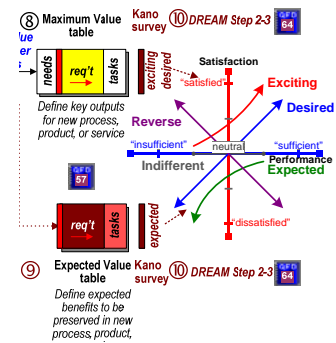 ⑧ Maximum Value table
Kano survey
⑩ DREAM Step 2-3
QFD 64
needs
req't
tasks
exciting
desired
Define key outputs
for new process,
product, or service
Satisfaction
"satisfied"
Exciting
Desired
Reverse
"insufficient"
neutral
"sufficient"
Indifferent
Performance
Expected
"dissatisfied"
QFD 57
req't
tasks
expected
⑨ Expected Value table
Kano survey
⑩ DREAM Step 2-3
QFD 64
Define expected
benefits to be
preserved in new
process, product,